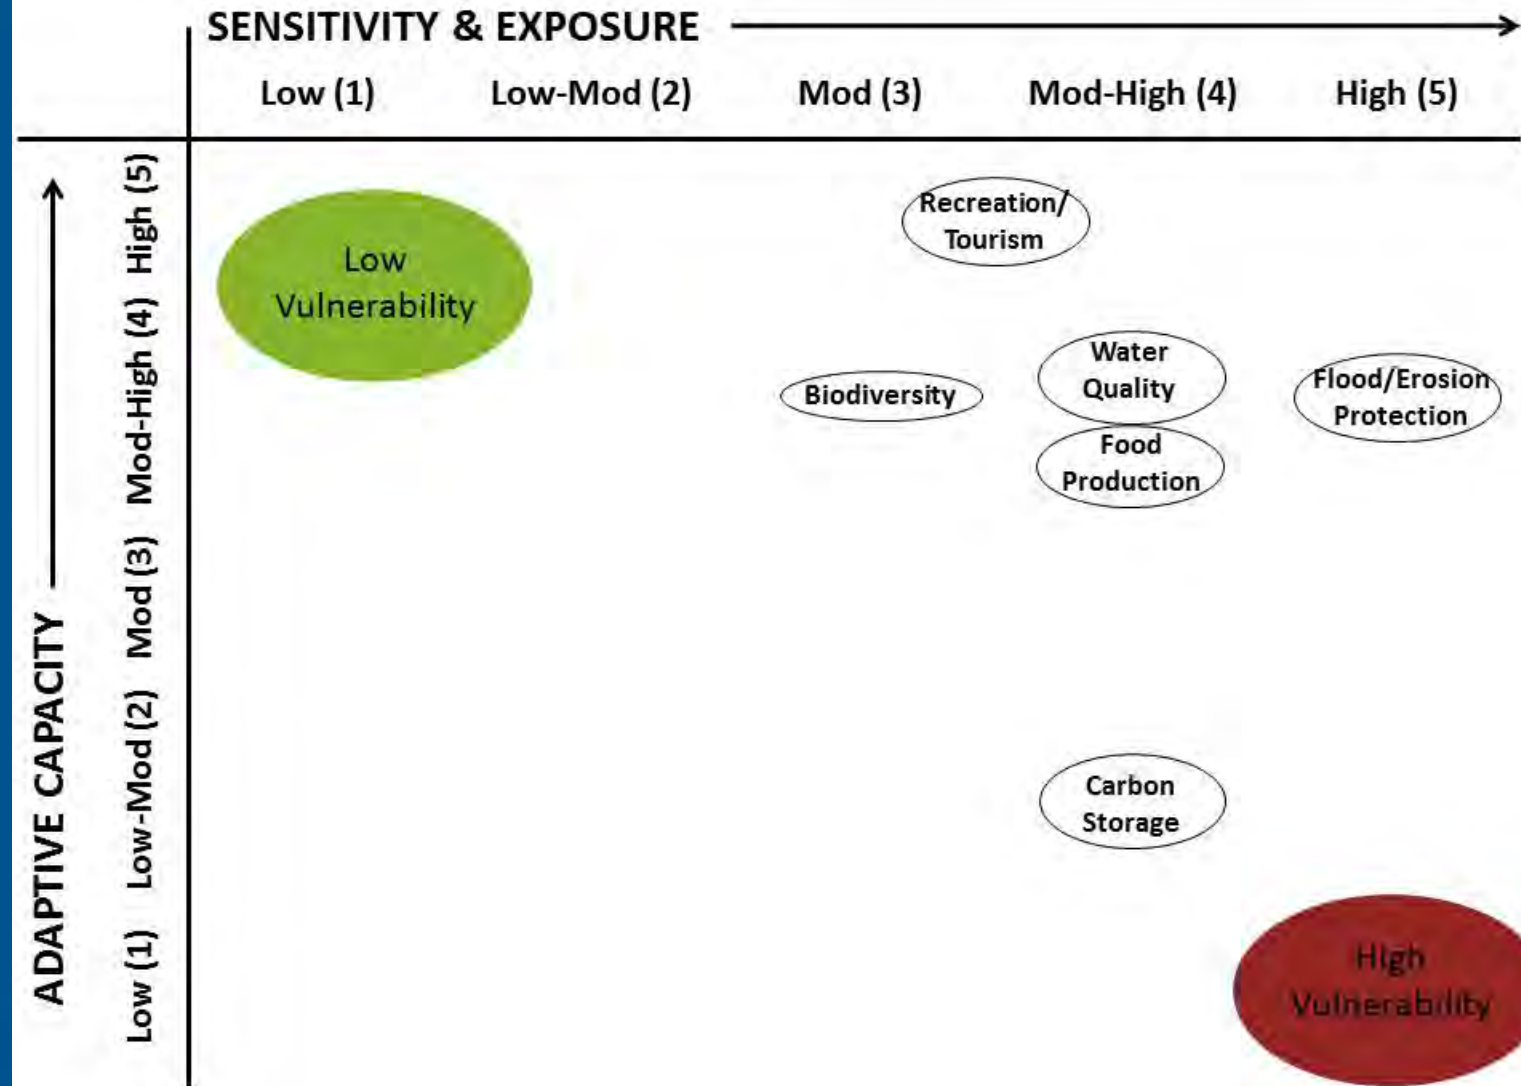 SENSITIVITY & EXPOSURE
Low (1) Low-Mod (2) Mod (3) Mod-High (4) High (5)
ADAPTIVE CAPACITY
High (5)
Mod-High (4)
Mod (3)
Low-Mod (2)
Low (1)
Low
Vulnerability
Recreation/
Tourism
Biodiversity
Water
Quality
Flood/Erosion
Protection
Food
Production
Carbon
Storage
High
Vulnerability